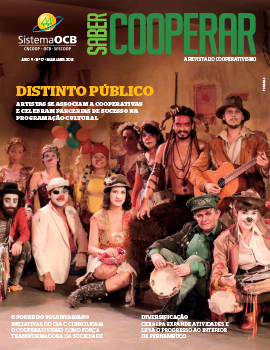 SistemaOCB
CNCOOP · OCB · SESCOOP
SABER COOPERAR
A REVISTA DO COOPERATIVISMO
DISTINTO PÚBLICO
ARTISTAS SE ASSOCIAM A COOPERATIVAS
E CELEBRAM PARCERIAS DE SUCESSO NA
PROGRAMAÇÃO CULTURAL
O PODER DO VOLUNTARIADO
INICIATIVAS DO DIA C CONSOLIDAM
O COOPERATIVISMO COMO FORÇA
TRANSFORMADORA DA SOCIEDADE
DIVERSIFICAÇÃO
CERALPA EXPANDE ATIVIDADES E
LEVA O PROGRESSO AO INTERIOR
DE PERNAMBUCO